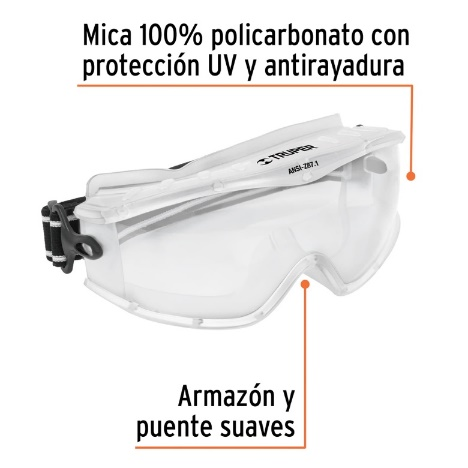 Mica 100% policarbonato con
protección UV y antirayadura
TRUPER
ANSI-Z87.1
Armazón y
puente suaves